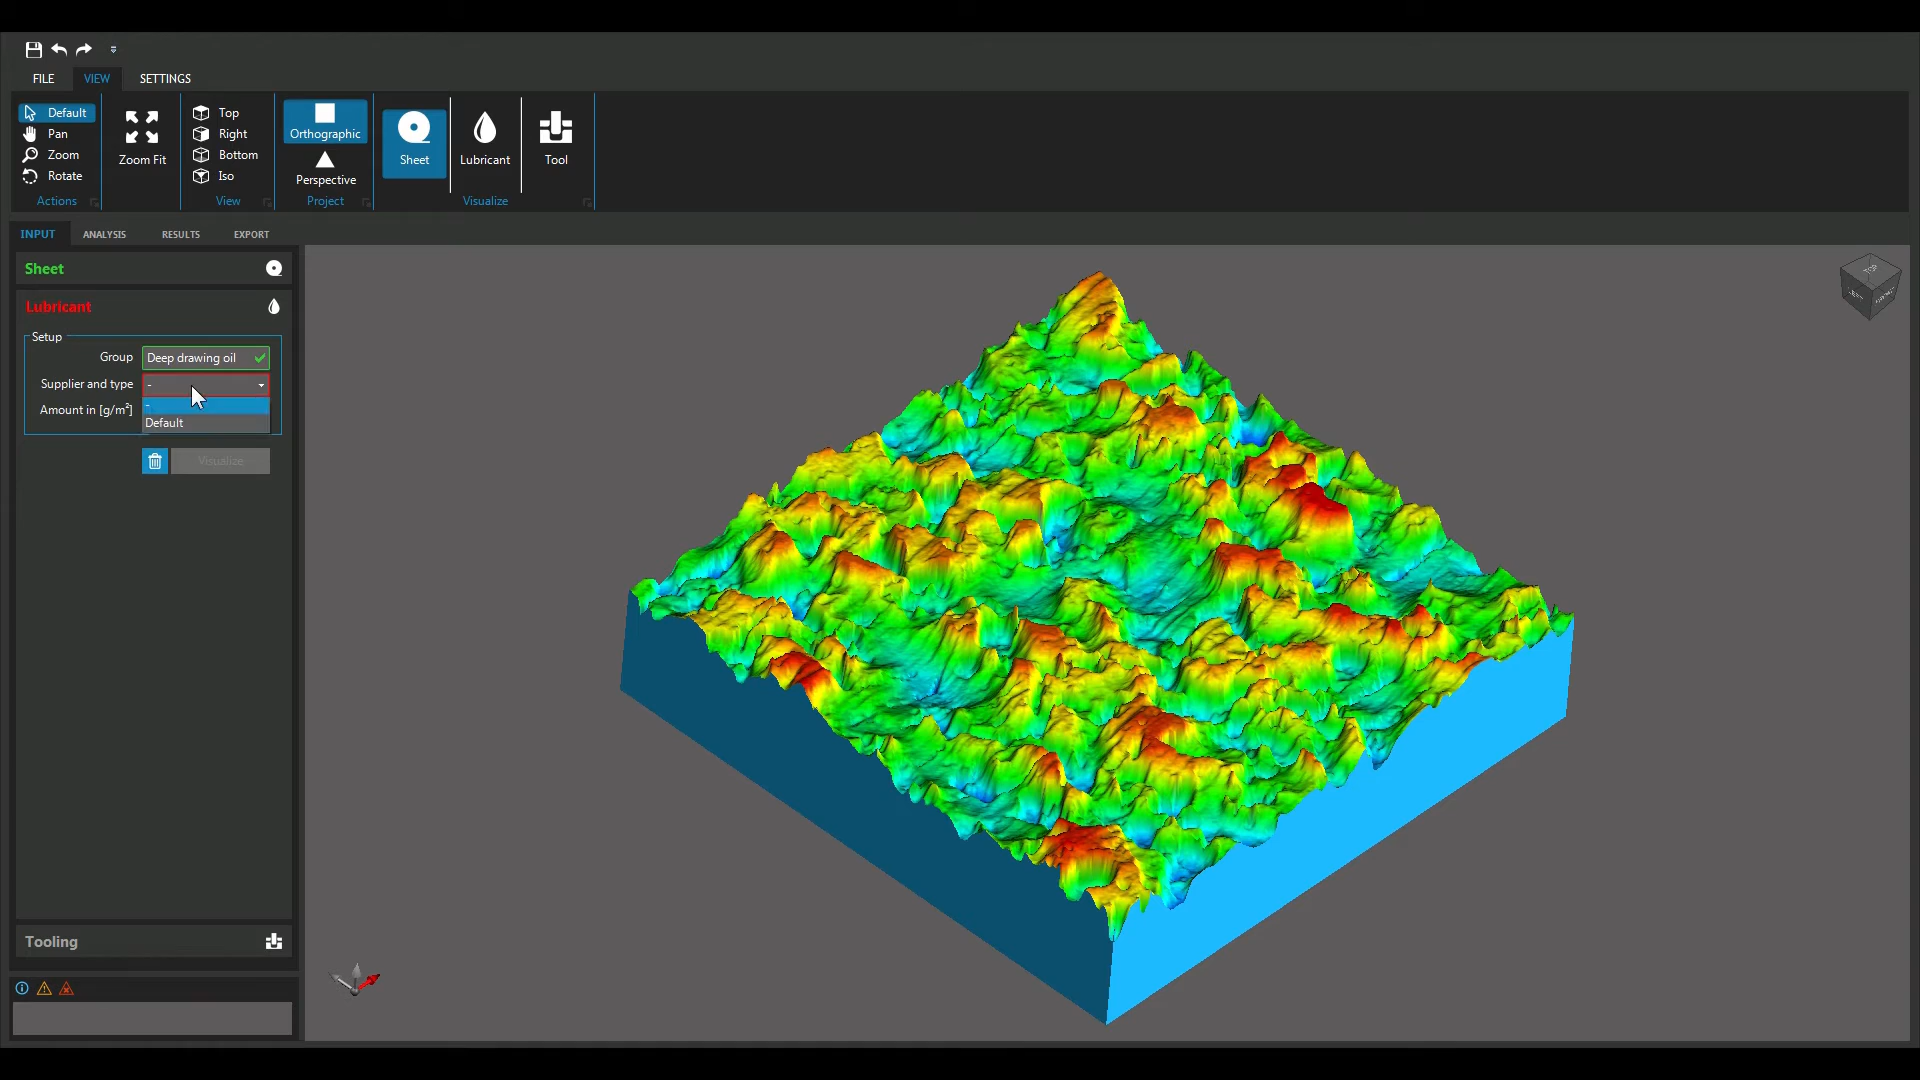 FILE VIEW SETTINGS
Default
Pan
Zoom
Rotate
Actions
Zoom Fit
Top
Right
Bottom
Iso
View
Orthographic
Perspective
Project
Sheet
Lubricant
Tool
Visualize
INPUT ANALYSIS RESULTS EXPORT
Sheet
Lubricant
Setup
Group Deep drawing oil
Supplier and type -
-
Amount in [g/m²]
Default
Visualize
Tooling
TOP
LEFT